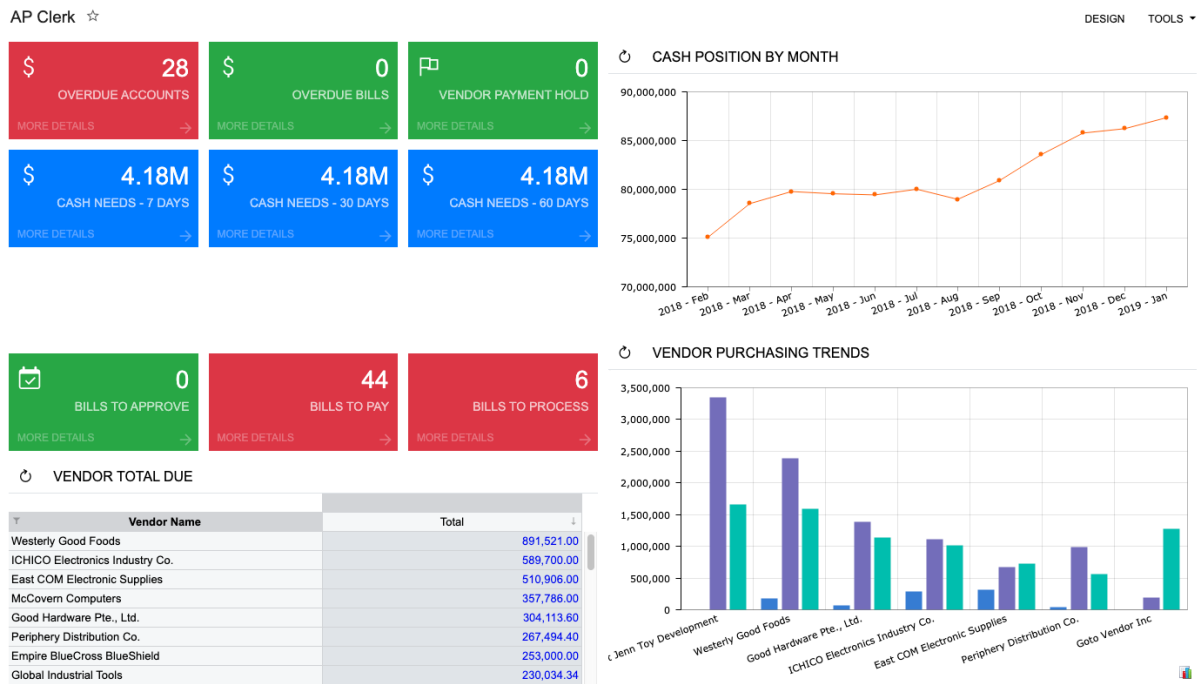 AP Clerk
DESIGN
TOOLS
$
28
OVERDUE ACCOUNTS
MORE DETAILS
$
0
OVERDUE BILLS
MORE DETAILS
0
VENDOR PAYMENT HOLD
MORE DETAILS
$
4.18M
CASH NEEDS - 7 DAYS
MORE DETAILS
$
4.18M
CASH NEEDS - 30 DAYS
MORE DETAILS
$
4.18M
CASH NEEDS - 60 DAYS
MORE DETAILS
0
BILLS TO APPROVE
MORE DETAILS
44
BILLS TO PAY
MORE DETAILS
6
BILLS TO PROCESS
MORE DETAILS
VENDOR TOTAL DUE
Vendor Name Total
Westerly Good Foods 891,521.00
ICHICO Electronics Industry Co. 589,700.00
East COM Electronic Supplies 510,906.00
McCovern Computers 357,786.00
Good Hardware Pte., Ltd. 304,113.60
Periphery Distribution Co. 267,494.40
Empire BlueCross BlueShield 253,000.00
Global Industrial Tools 230,034.34
CASH POSITION BY MONTH
90,000,000
85,000,000
80,000,000
75,000,000
70,000,000
2018 - Feb
2018 - Mar
2018 - Apr
2018 - May
2018 - Jun
2018 - Jul
2018 - Aug
2018 - Sep
2018 - Oct
2018 - Nov
2018 - Dec
2019 - Jan
VENDOR PURCHASING TRENDS
3,500,000
3,000,000
2,500,000
2,000,000
1,500,000
1,000,000
500,000
0
Jenn Toy Development
Westerly Good Foods
Good Hardware Pte., Ltd.
ICHICO Electronics Industry Co.
East COM Electronic Supplies
Periphery Distribution Co.
Goto Vendor Inc